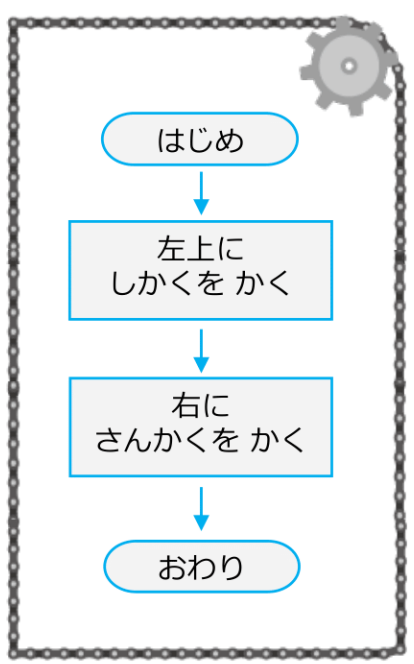 はじめ
左上に
しかくを かく
右に
さんかくを かく
おわり